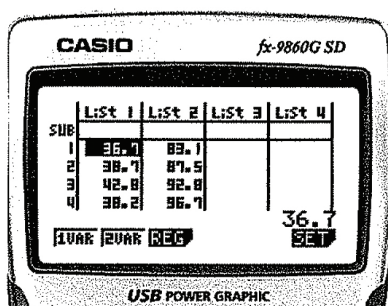 CASIO fx-9860G SD
LiSt 1 LiSt 2 LiSt 3 LiSt 4
SUB
1 36.7 83.1
2 38.7 87.5
3 42.8 92.8
4 38.2 96.7
36.7
1VAR 2VAR REG SET
USB POWER GRAPHIC